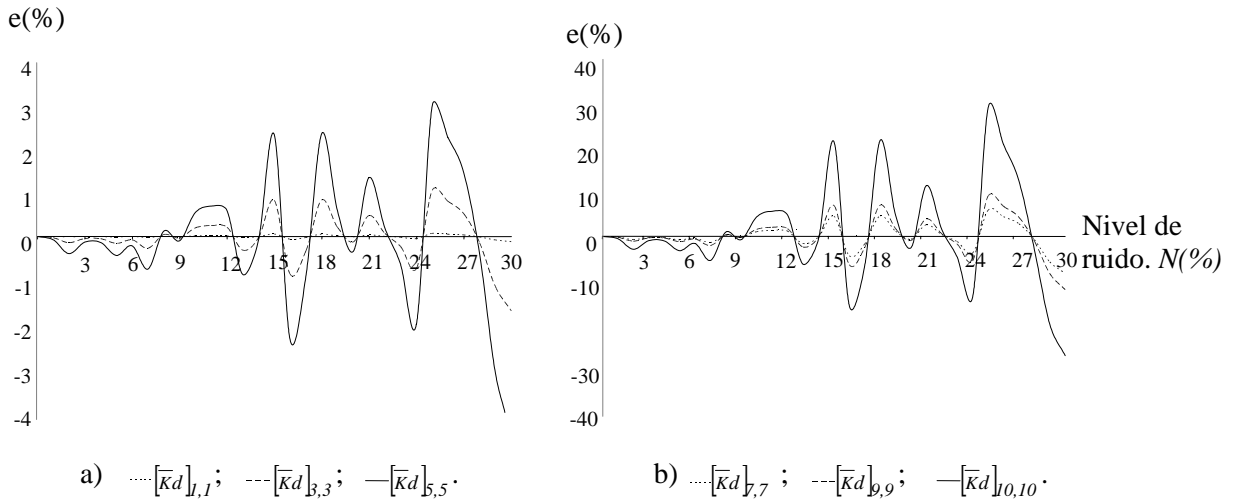 e(%)
4
3
2
1
0
-1
-2
-3
-4
3 6 9 12 15 18 21 24 27 30
a) [K̅d]1,1 ; [K̅d]3,3 ; [K̅d]5,5 .
e(%)
40
30
20
10
0
-10
-30
-40
3 6 9 12 15 18 21 24 27 30
Nivel de
ruido. N(%)
b) [K̅d]7,7 ; [K̅d]9,9 ; [K̅d]10,10 .